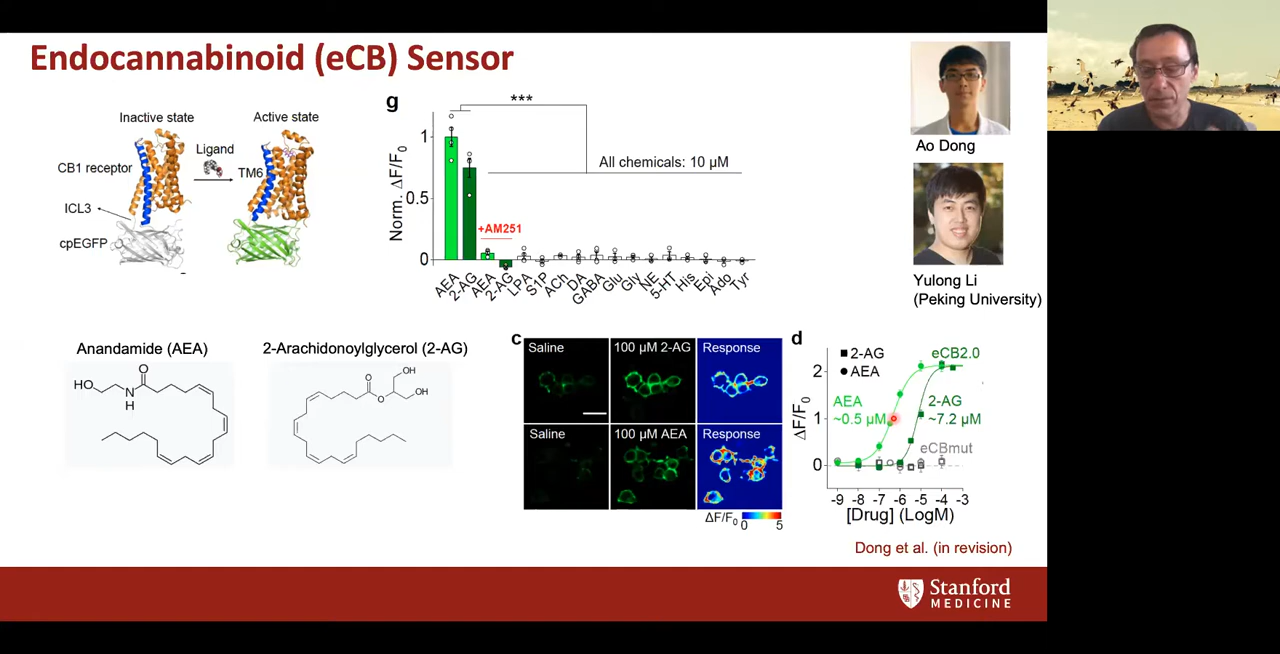 Endocannabinoid (eCB) Sensor
Inactive state
Active state
Ligand
CB1 receptor
TM6
ICL3
cpEGFP
g
***
All chemicals: 10 µM
+AM251
Norm. ΔF/F0
1
0.5
0
AEA
2-AG
AEA
2-AG
LPA
S1P
ACh
DA
GABA
Glu
Gly
NE
5-HT
His
Epi
Ado
Tyr
Ao Dong
Yulong Li
(Peking University)
Anandamide (AEA)
HO
O
N
H
2-Arachidonoylglycerol (2-AG)
O
OH
O
OH
c
Saline
100 µM 2-AG
Response
Saline
100 µM AEA
Response
ΔF/F0
0
5
d
2-AG
AEA
eCB2.0
AEA
~0.5 µM
2-AG
~7.2 µM
eCBmut
ΔF/F0
2
1
0
-9 -8 -7 -6 -5 -4 -3
[Drug] (LogM)
Dong et al. (in revision)
Stanford
MEDICINE